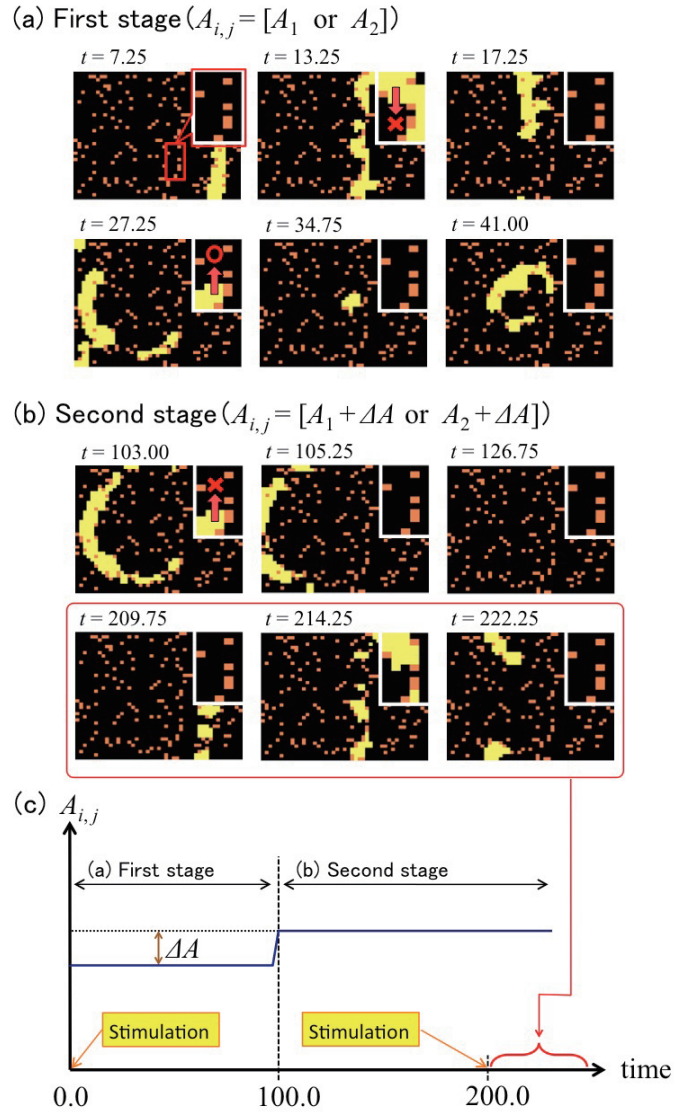 (a) First stage(A_{i,j} = [A_1 or A_2])
t = 7.25
t = 13.25
t = 17.25
t = 27.25
t = 34.75
t = 41.00
(b) Second stage(A_{i,j} = [A_1 + ΔA or A_2 + ΔA])
t = 103.00
t = 105.25
t = 126.75
t = 209.75
t = 214.25
t = 222.25
(c) A_{i,j}
(a) First stage
(b) Second stage
ΔA
Stimulation
Stimulation
time
0.0
100.0
200.0